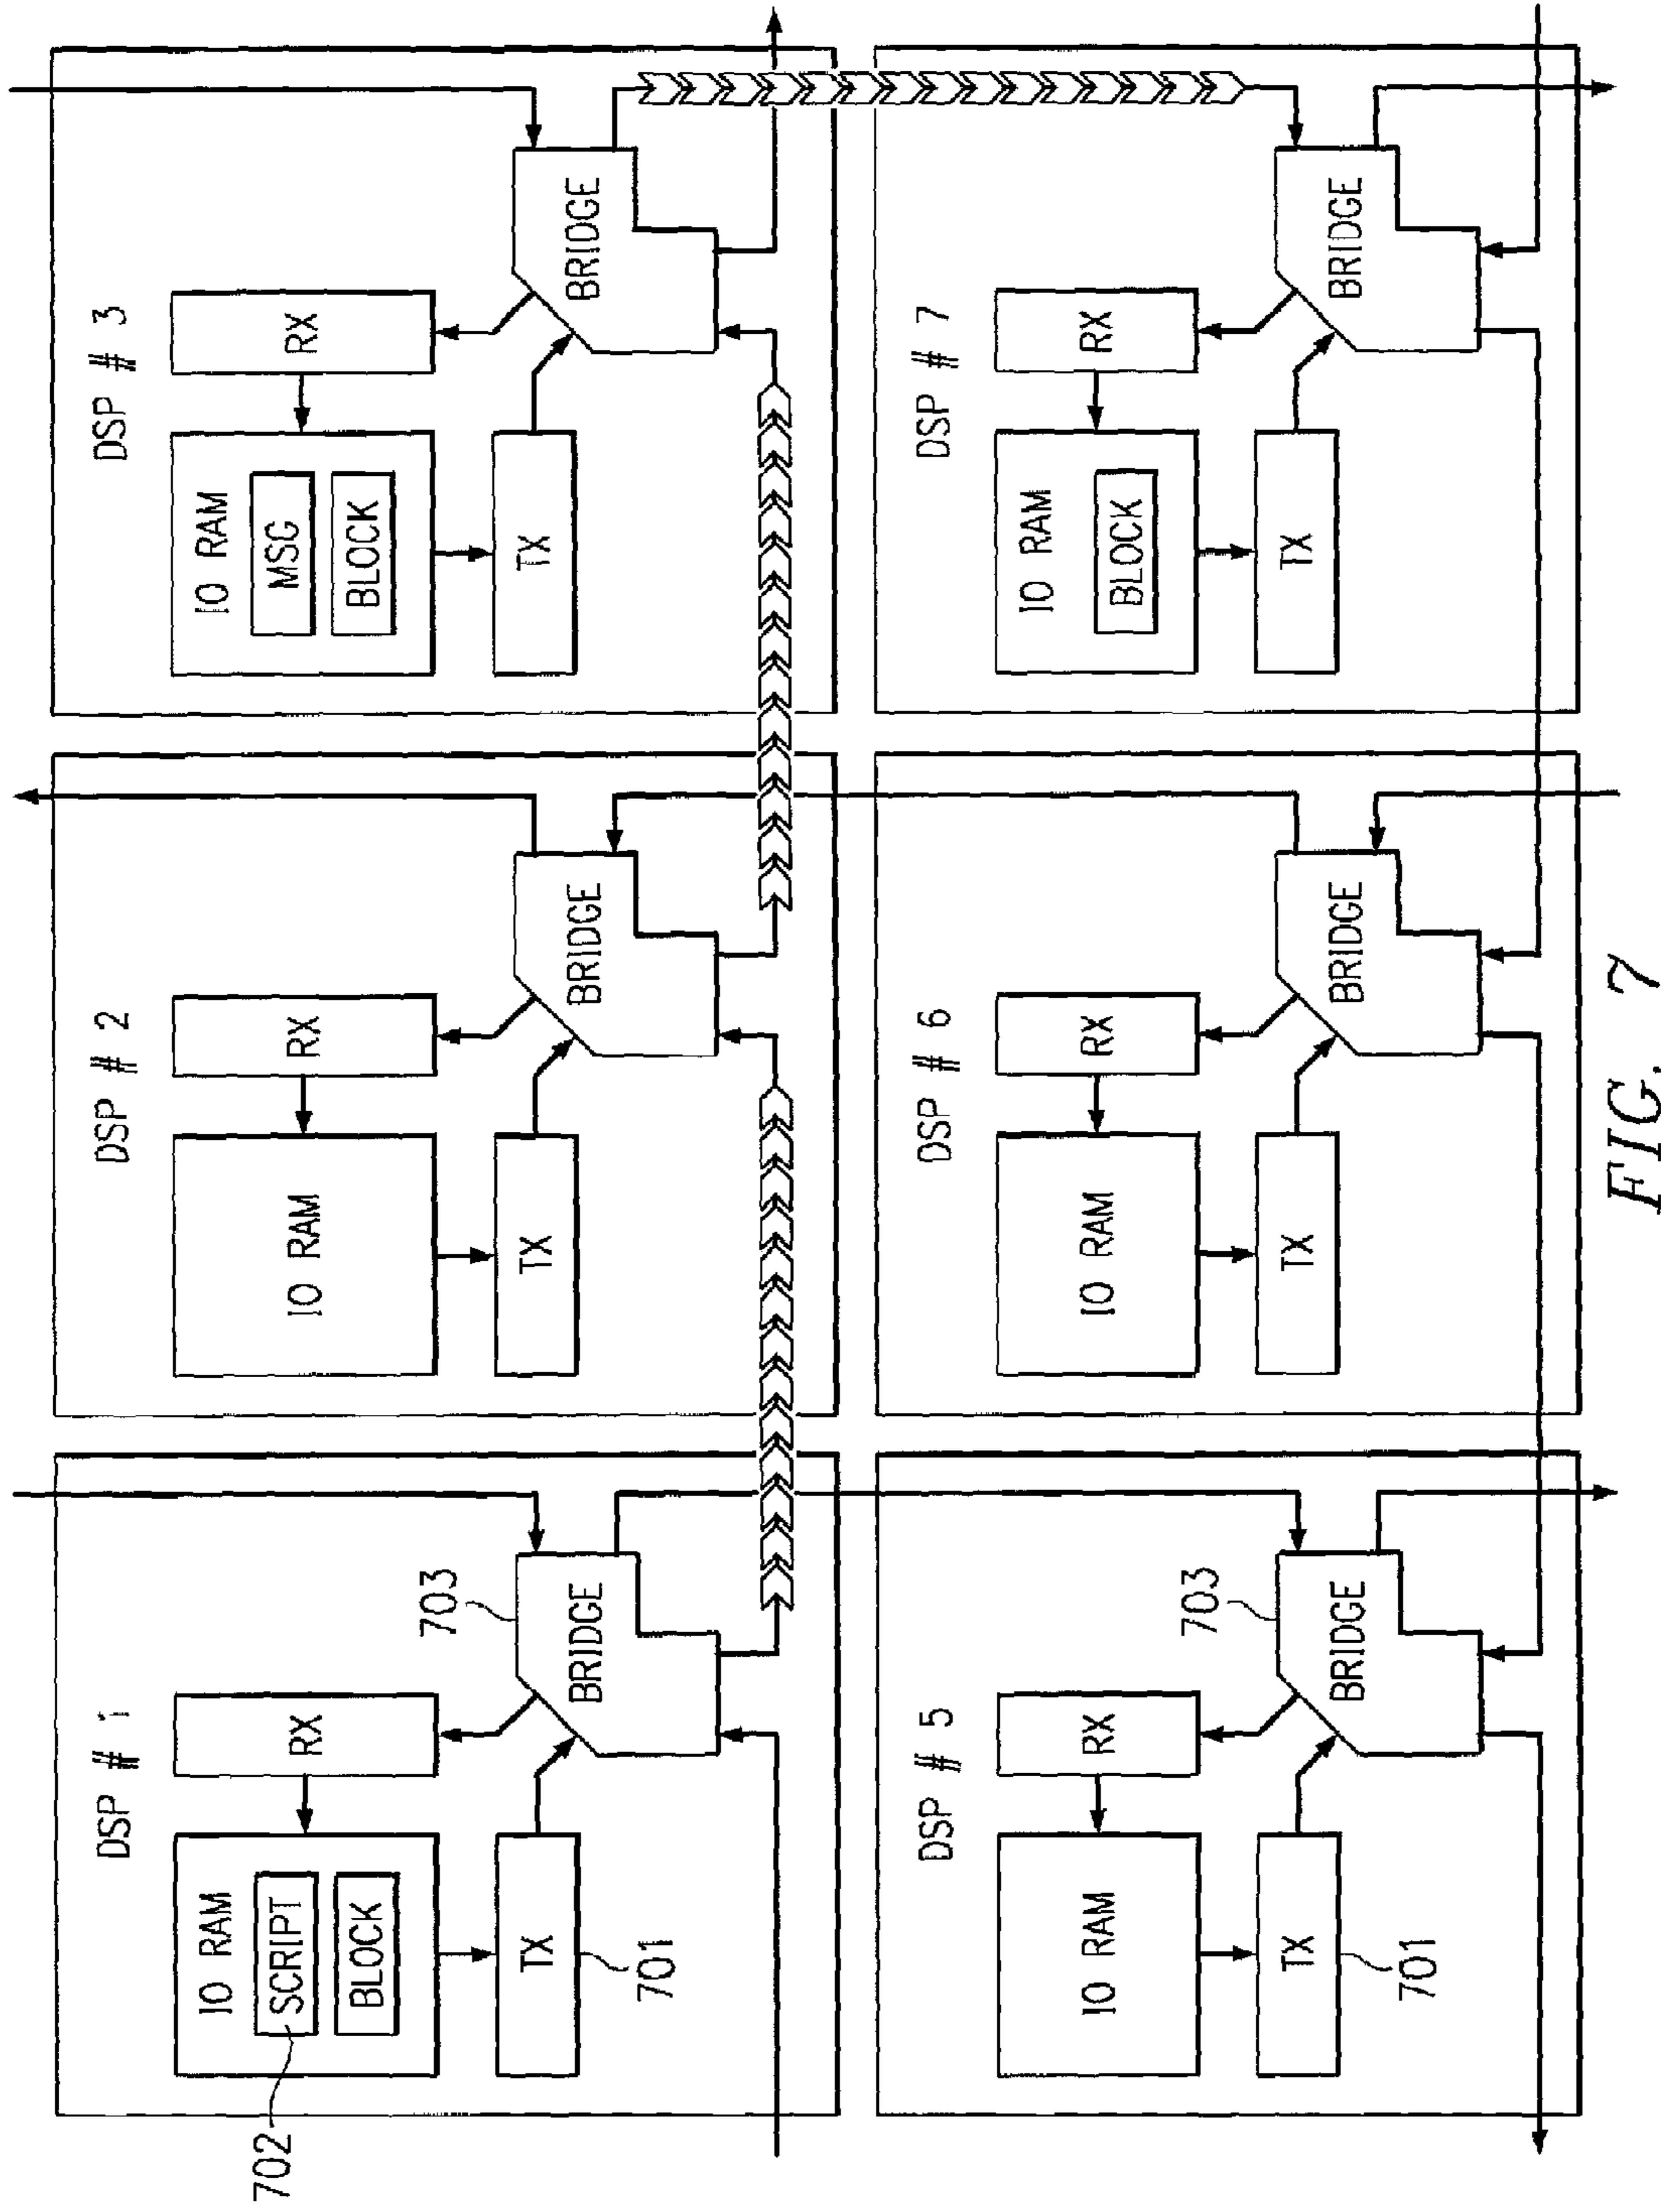 DSP # 1
IO RAM
SCRIPT
BLOCK
702
RX
TX
701
BRIDGE
703
DSP # 2
IO RAM
RX
TX
BRIDGE
DSP # 3
IO RAM
MSG
BLOCK
RX
TX
BRIDGE
DSP # 5
IO RAM
RX
TX
701
BRIDGE
703
DSP # 6
IO RAM
RX
TX
BRIDGE
DSP # 7
IO RAM
BLOCK
RX
TX
BRIDGE
FIG. 7